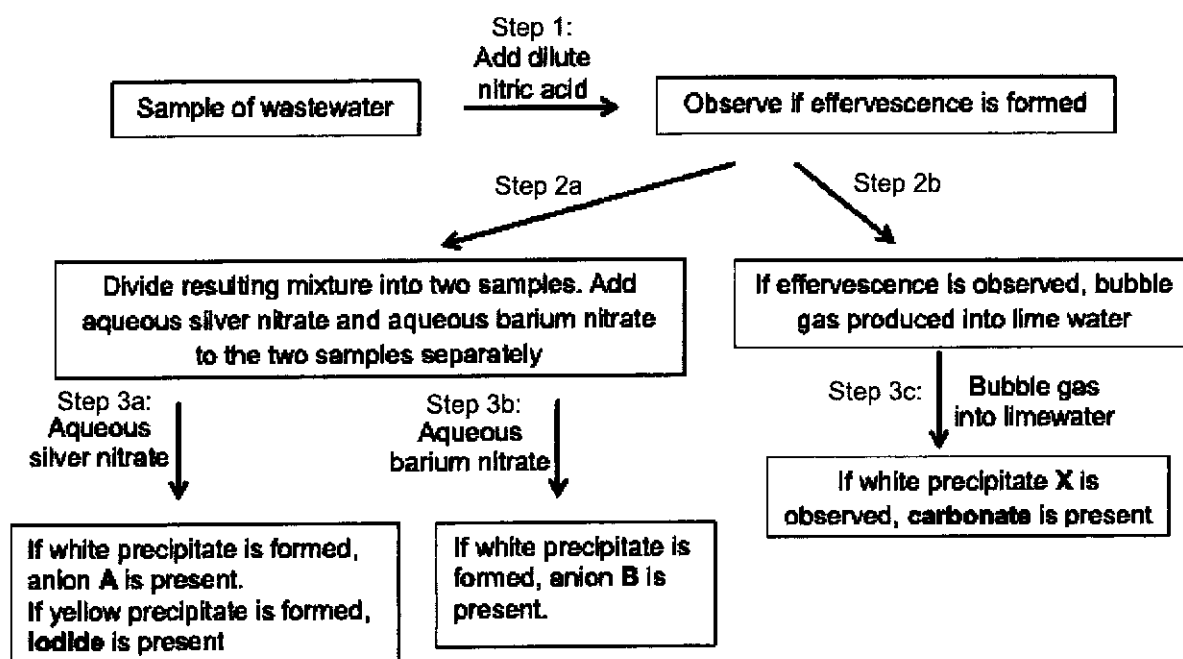 Step 1:
Add dilute
nitric acid
Sample of wastewater
Observe if effervescence is formed
Step 2a
Step 2b
Divide resulting mixture into two samples. Add
aqueous silver nitrate and aqueous barium nitrate
to the two samples separately
If effervescence is observed, bubble
gas produced into lime water
Step 3a:
Aqueous
silver nitrate
Step 3b:
Aqueous
barium nitrate
Step 3c:
Bubble gas
into limewater
If white precipitate is formed,
anion A is present.
If yellow precipitate is formed,
iodide is present
If white precipitate is
formed, anion B is
present.
If white precipitate X is
observed, carbonate is present